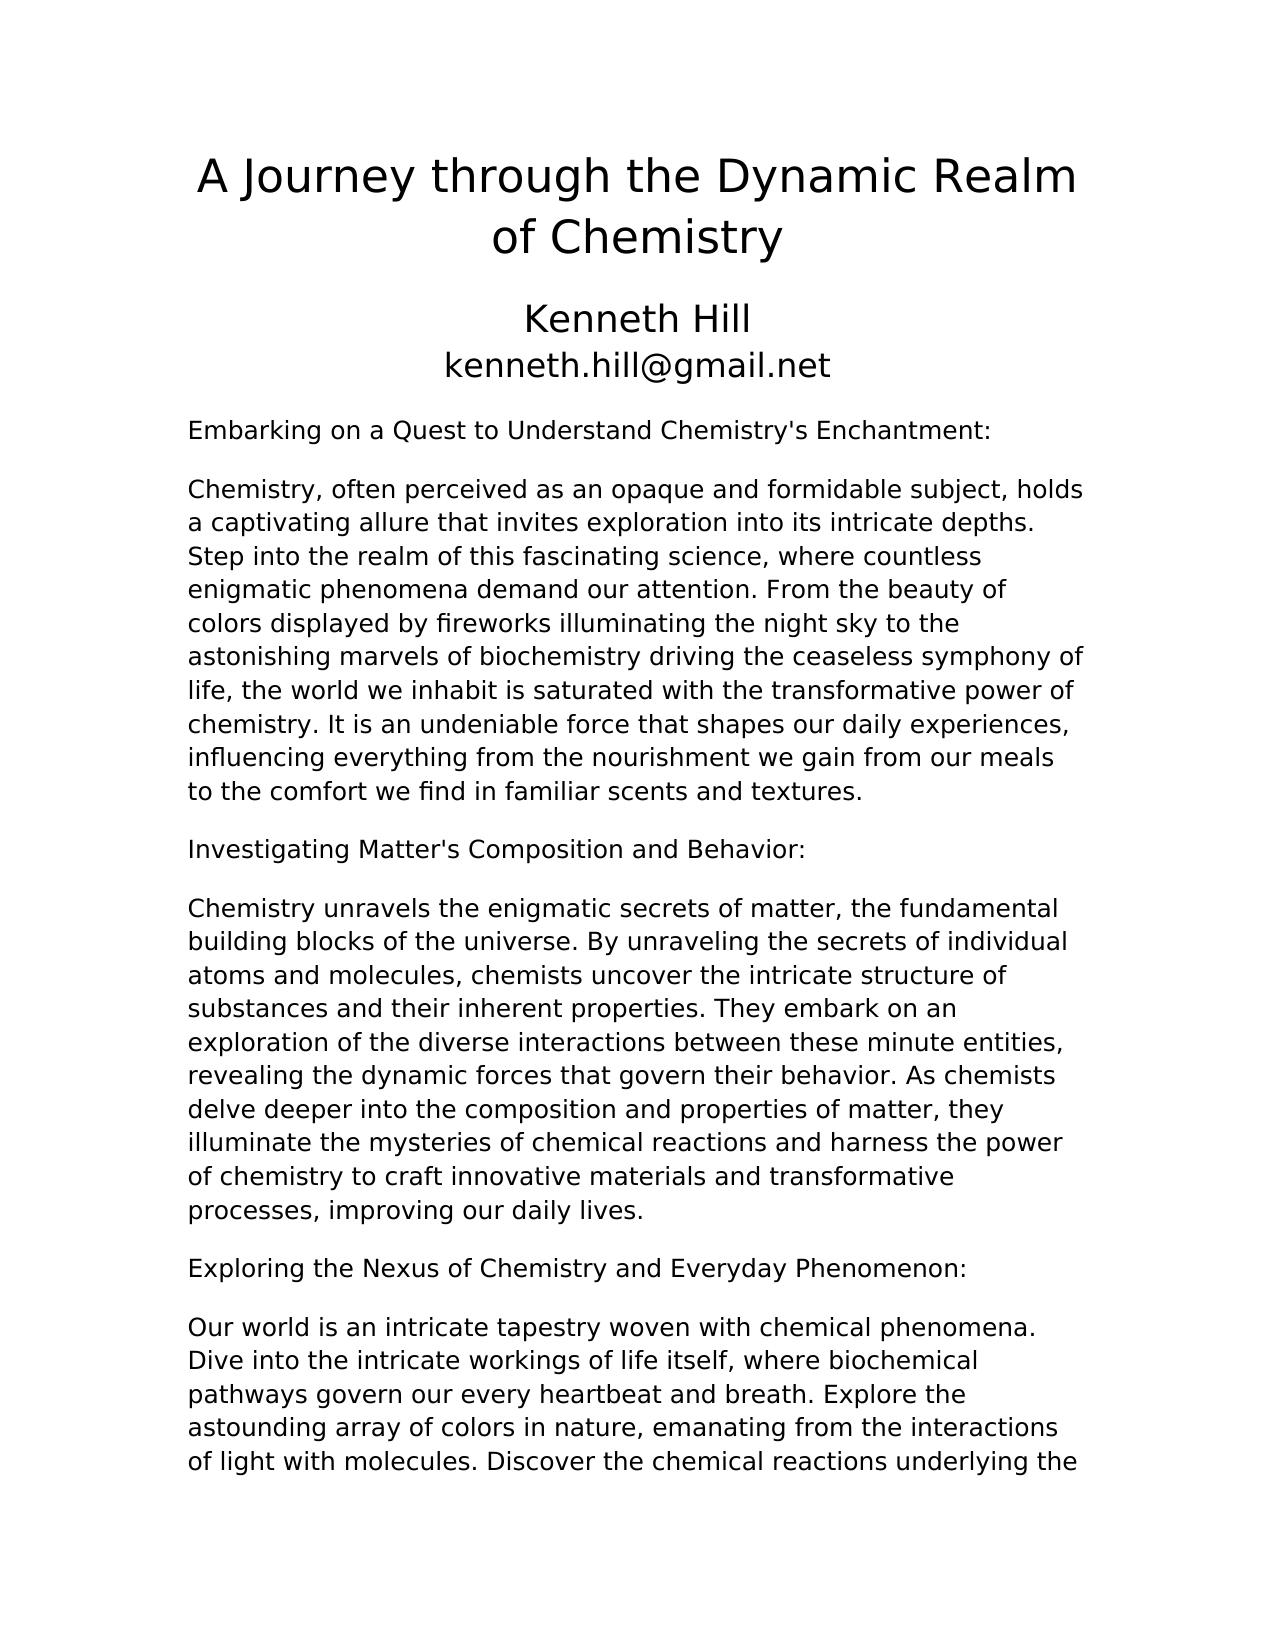 A Journey through the Dynamic Realm
of Chemistry
Kenneth Hill
kenneth.hill@gmail.net
Embarking on a Quest to Understand Chemistry's Enchantment:
Chemistry, often perceived as an opaque and formidable subject, holds
a captivating allure that invites exploration into its intricate depths.
Step into the realm of this fascinating science, where countless
enigmatic phenomena demand our attention. From the beauty of
colors displayed by fireworks illuminating the night sky to the
astonishing marvels of biochemistry driving the ceaseless symphony of
life, the world we inhabit is saturated with the transformative power of
chemistry. It is an undeniable force that shapes our daily experiences,
influencing everything from the nourishment we gain from our meals
to the comfort we find in familiar scents and textures.
Investigating Matter's Composition and Behavior:
Chemistry unravels the enigmatic secrets of matter, the fundamental
building blocks of the universe. By unraveling the secrets of individual
atoms and molecules, chemists uncover the intricate structure of
substances and their inherent properties. They embark on an
exploration of the diverse interactions between these minute entities,
revealing the dynamic forces that govern their behavior. As chemists
delve deeper into the composition and properties of matter, they
illuminate the mysteries of chemical reactions and harness the power
of chemistry to craft innovative materials and transformative
processes, improving our daily lives.
Exploring the Nexus of Chemistry and Everyday Phenomenon:
Our world is an intricate tapestry woven with chemical phenomena.
Dive into the intricate workings of life itself, where biochemical
pathways govern our every heartbeat and breath. Explore the
astounding array of colors in nature, emanating from the interactions
of light with molecules. Discover the chemical reactions underlying the